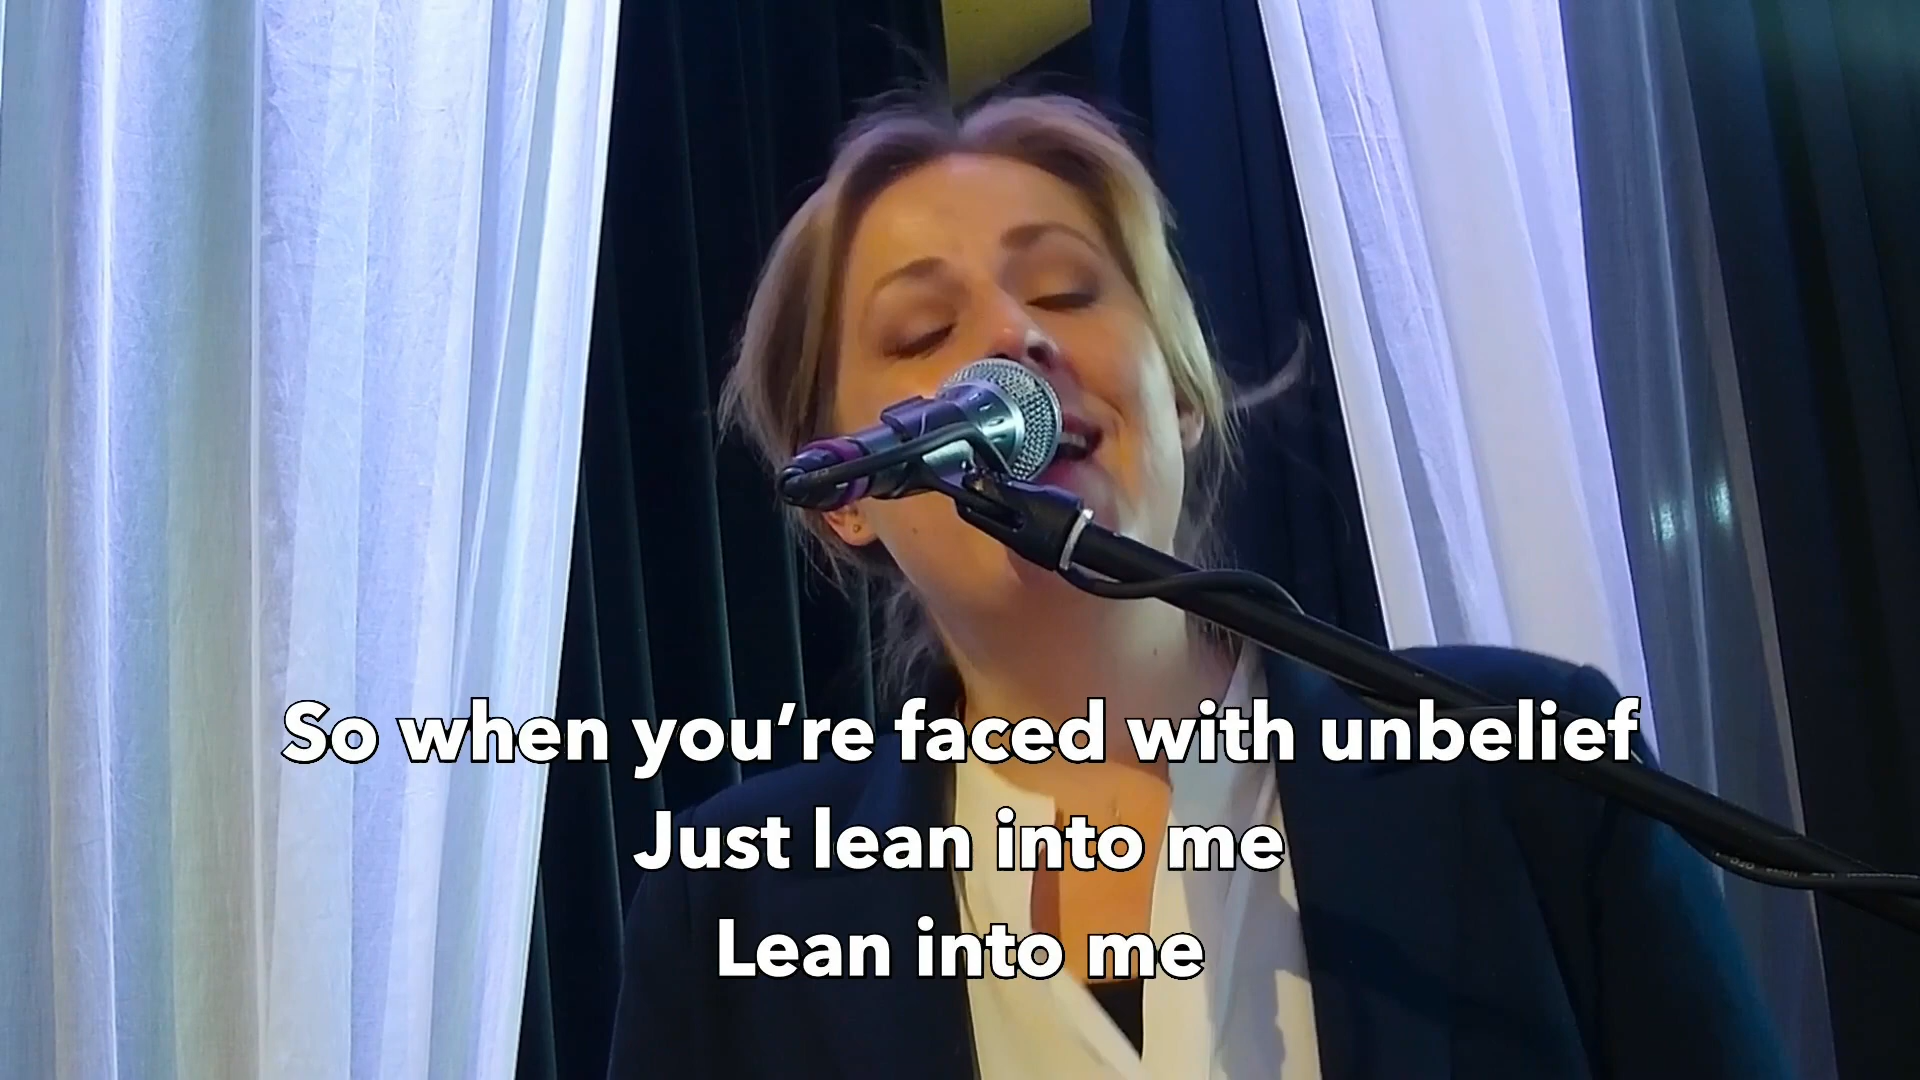 So when you’re faced with unbelief
Just lean into me
Lean into me